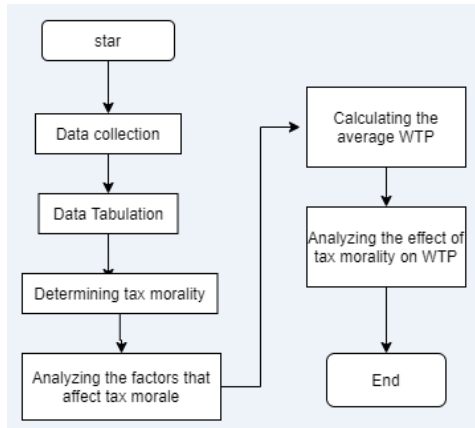 star
Data collection
Data Tabulation
Determining tax morality
Analyzing the factors that
affect tax morale
Calculating the
average WTP
Analyzing the effect of
tax morality on WTP
End